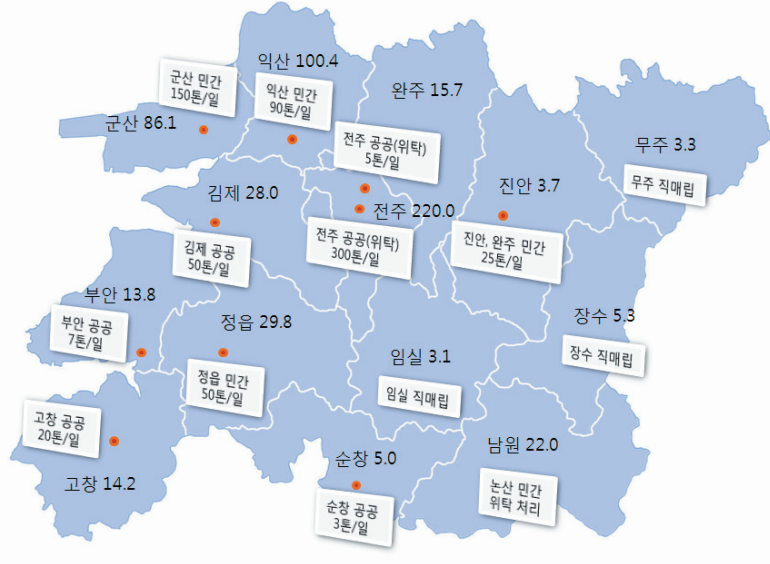 익산 100.4
군산 민간
150톤/일
익산 민간
90톤/일
완주 15.7
군산 86.1
전주 공공(위탁)
5톤/일
무주 3.3
무주 직매립
김제 28.0
진안 3.7
전주 220.0
김제 공공
50톤/일
전주 공공(위탁)
300톤/일
진안, 완주 민간
25톤/일
부안 13.8
부안 공공
7톤/일
정읍 29.8
장수 5.3
장수 직매립
임실 3.1
정읍 민간
50톤/일
임실 직매립
고창 공공
20톤/일
고창 14.2
순창 5.0
순창 공공
3톤/일
남원 22.0
논산 민간
위탁 처리